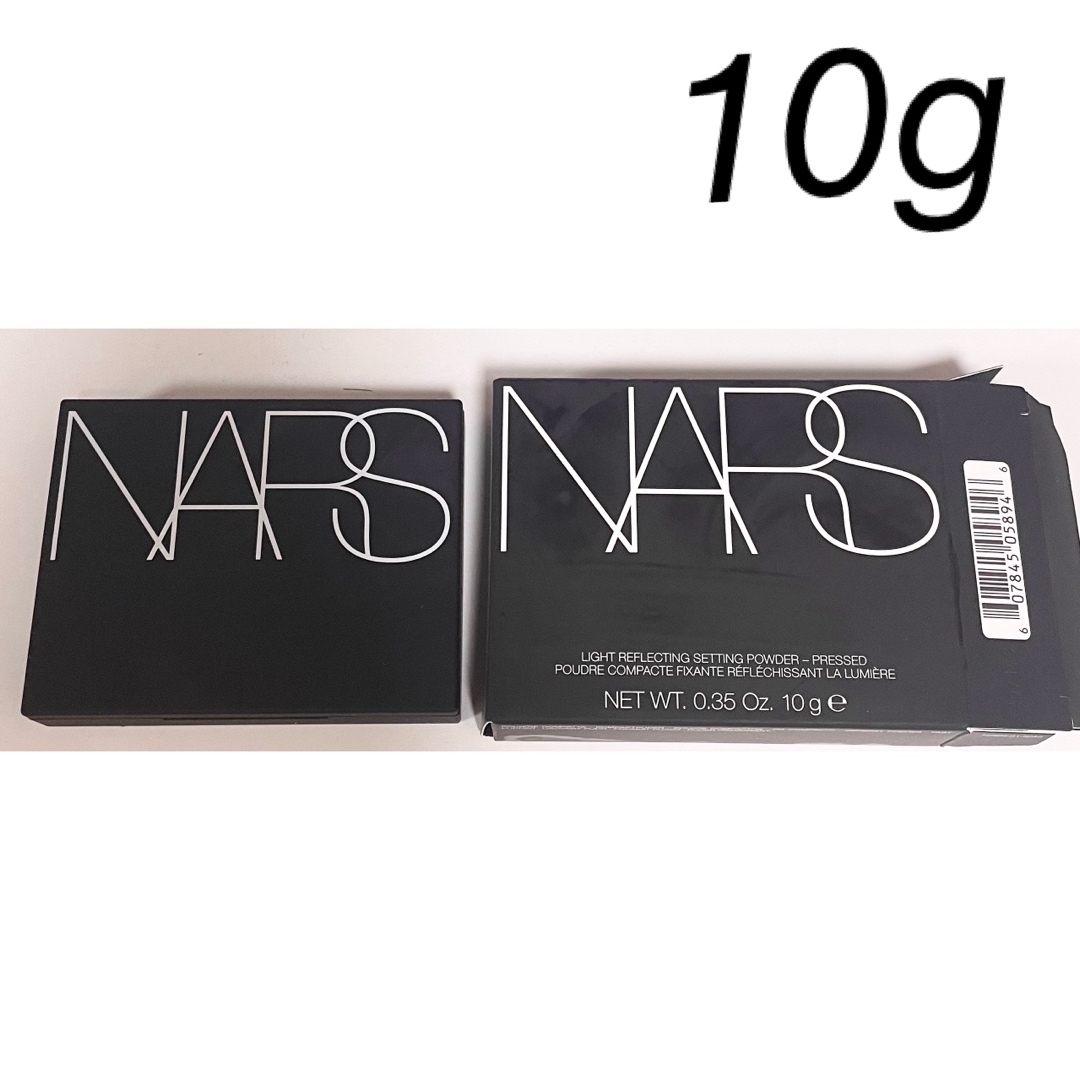 10g
NARS
NARS
LIGHT REFLECTING SETTING POWDER – PRESSED
POUDRE COMPACTE FIXANTE RÉFLÉCHISSANT LA LUMIÈRE
NET WT. 0.35 Oz. 10 g ℮
6 07845 05894 6